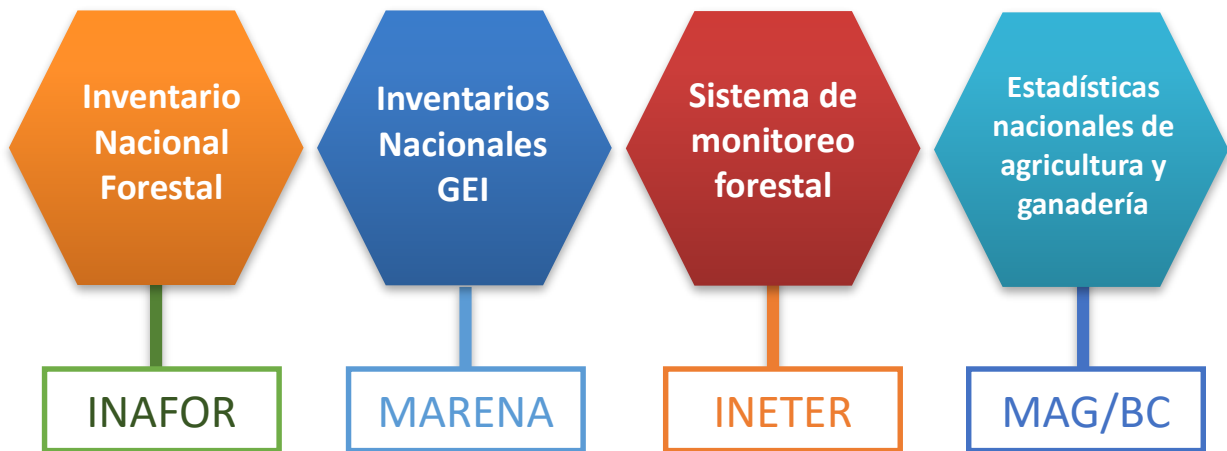 Inventario
Nacional
Forestal
Inventarios
Nacionales
GEI
Sistema de
monitoreo
forestal
Estadísticas
nacionales de
agricultura y
ganadería
INAFOR
MARENA
INETER
MAG/BC